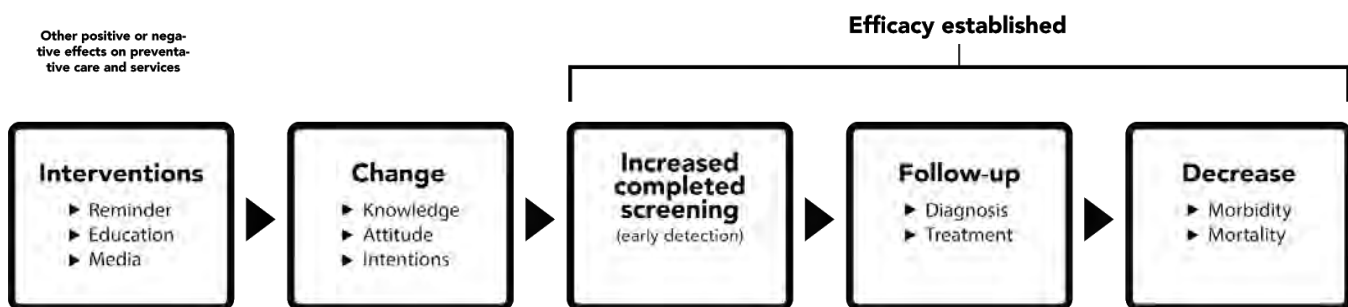 Other positive or nega-
tive effects on preventa-
tive care and services
Efficacy established
Interventions
▶ Reminder
▶ Education
▶ Media
Change
▶ Knowledge
▶ Attitude
▶ Intentions
Increased
completed
screening
(early detection)
Follow-up
▶ Diagnosis
▶ Treatment
Decrease
▶ Morbidity
▶ Mortality